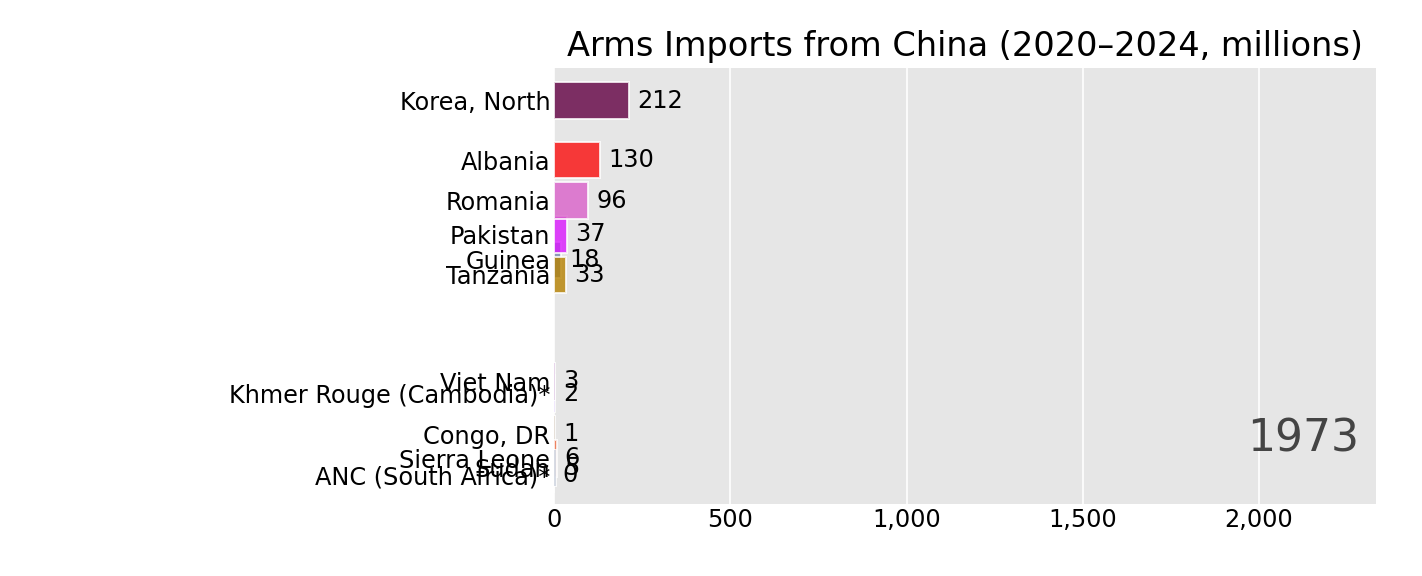 Arms Imports from China (2020–2024, millions)
Korea, North 212
Albania 130
Romania 96
Pakistan 37
Guinea 18
Tanzania 33
Viet Nam 3
Khmer Rouge (Cambodia)* 2
Congo, DR 1
Sierra Leone 6
Sudan
ANC (South Africa)* 0
1973
0 500 1,000 1,500 2,000